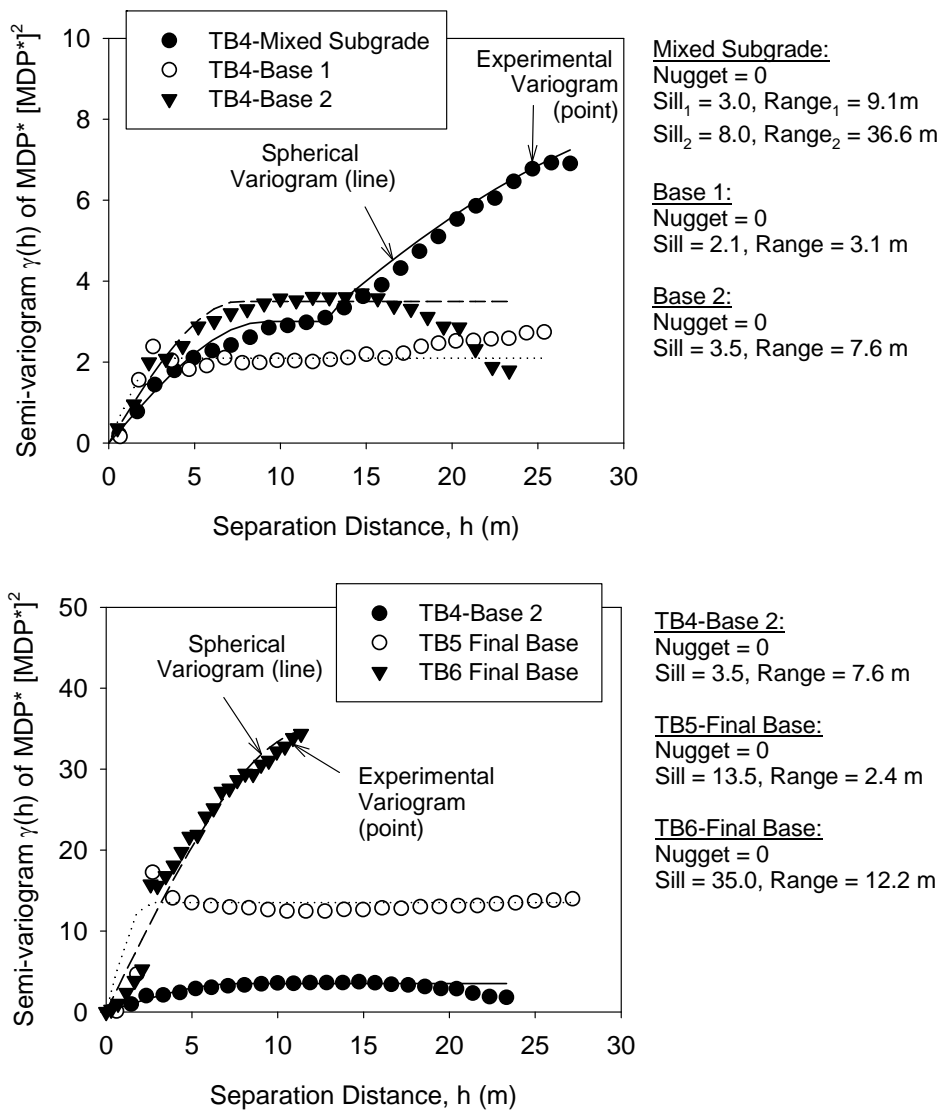 Semi-variogram γ(h) of MDP* [MDP*]²
10
8
6
4
2
0
TB4-Mixed Subgrade
TB4-Base 1
TB4-Base 2
Experimental
Variogram
(point)
Spherical
Variogram (line)
0 5 10 15 20 25 30
Separation Distance, h (m)
Mixed Subgrade:
Nugget = 0
Sill₁ = 3.0, Range₁ = 9.1m
Sill₂ = 8.0, Range₂ = 36.6 m
Base 1:
Nugget = 0
Sill = 2.1, Range = 3.1 m
Base 2:
Nugget = 0
Sill = 3.5, Range = 7.6 m
Semi-variogram γ(h) of MDP* [MDP*]²
50
40
30
20
10
0
TB4-Base 2
TB5 Final Base
TB6 Final Base
Spherical
Variogram (line)
Experimental
Variogram
(point)
0 5 10 15 20 25 30
Separation Distance, h (m)
TB4-Base 2:
Nugget = 0
Sill = 3.5, Range = 7.6 m
TB5-Final Base:
Nugget = 0
Sill = 13.5, Range = 2.4 m
TB6-Final Base:
Nugget = 0
Sill = 35.0, Range = 12.2 m